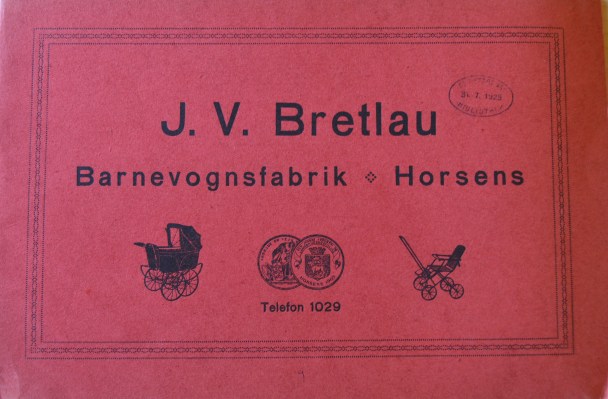 J. V. Bretlau
Barnevognsfabrik Horsens
Telefon 1029